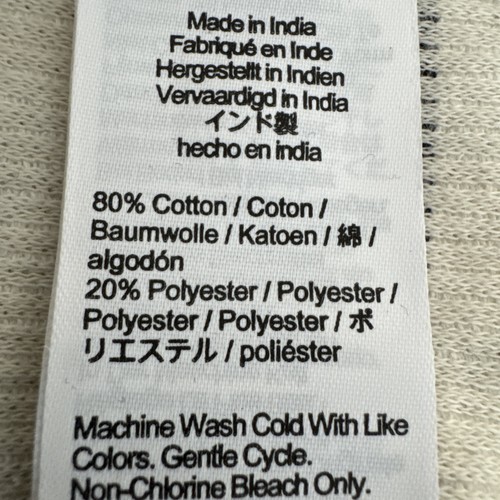 Made in India
Fabriqué en Inde
Hergestellt in Indien
Vervaardigd in India
インド製
hecho en india
80% Cotton / Coton /
Baumwolle / Katoen / 綿 /
algodón
20% Polyester / Polyester /
Polyester / Polyester / ポ
リエステル / poliéster
Machine Wash Cold With Like
Colors. Gentle Cycle.
Non-Chlorine Bleach Only.